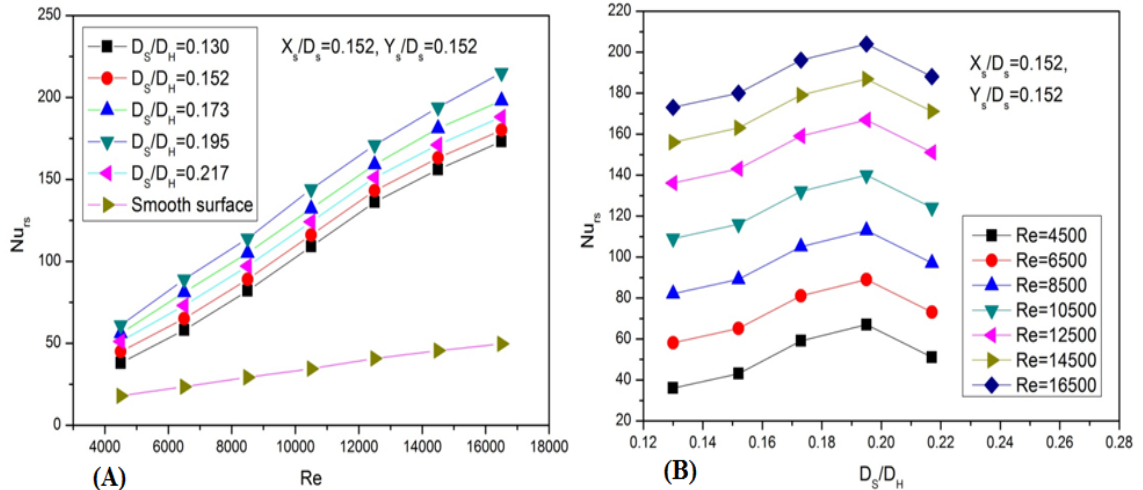 250
200
150
100
50
0
Nu_rs
D_S/D_H=0.130
D_S/D_H=0.152
D_S/D_H=0.173
D_S/D_H=0.195
D_S/D_H=0.217
Smooth surface
X_s/D_s=0.152, Y_s/D_s=0.152
4000 6000 8000 10000 12000 14000 16000 18000
(A) Re
220
200
180
160
140
120
100
80
60
40
20
Nu_rs
X_s/D_s=0.152,
Y_s/D_s=0.152
Re=4500
Re=6500
Re=8500
Re=10500
Re=12500
Re=14500
Re=16500
0.12 0.14 0.16 0.18 0.20 0.22 0.24 0.26 0.28
(B) D_S/D_H